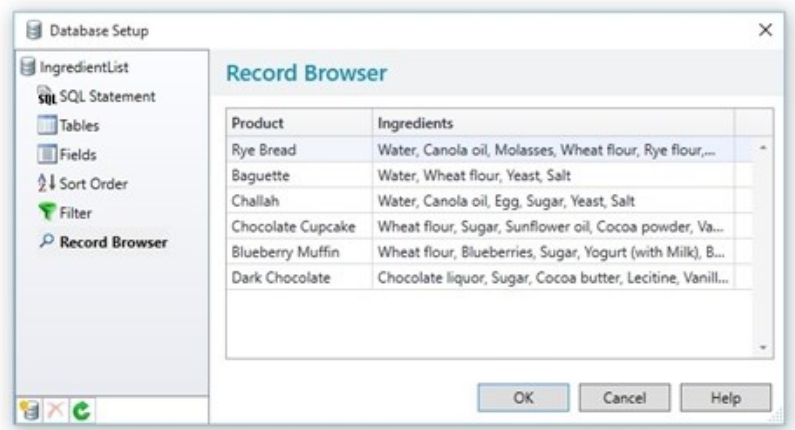 Database Setup
IngredientList
SQL SQL Statement
Tables
Fields
Sort Order
Filter
Record Browser
Record Browser
Product Ingredients
Rye Bread Water, Canola oil, Molasses, Wheat flour, Rye flour,...
Baguette Water, Wheat flour, Yeast, Salt
Challah Water, Canola oil, Egg, Sugar, Yeast, Salt
Chocolate Cupcake Wheat flour, Sugar, Sunflower oil, Cocoa powder, Va...
Blueberry Muffin Wheat flour, Blueberries, Sugar, Yogurt (with Milk), B...
Dark Chocolate Chocolate liquor, Sugar, Cocoa butter, Lecitine, Vanill...
OK Cancel Help